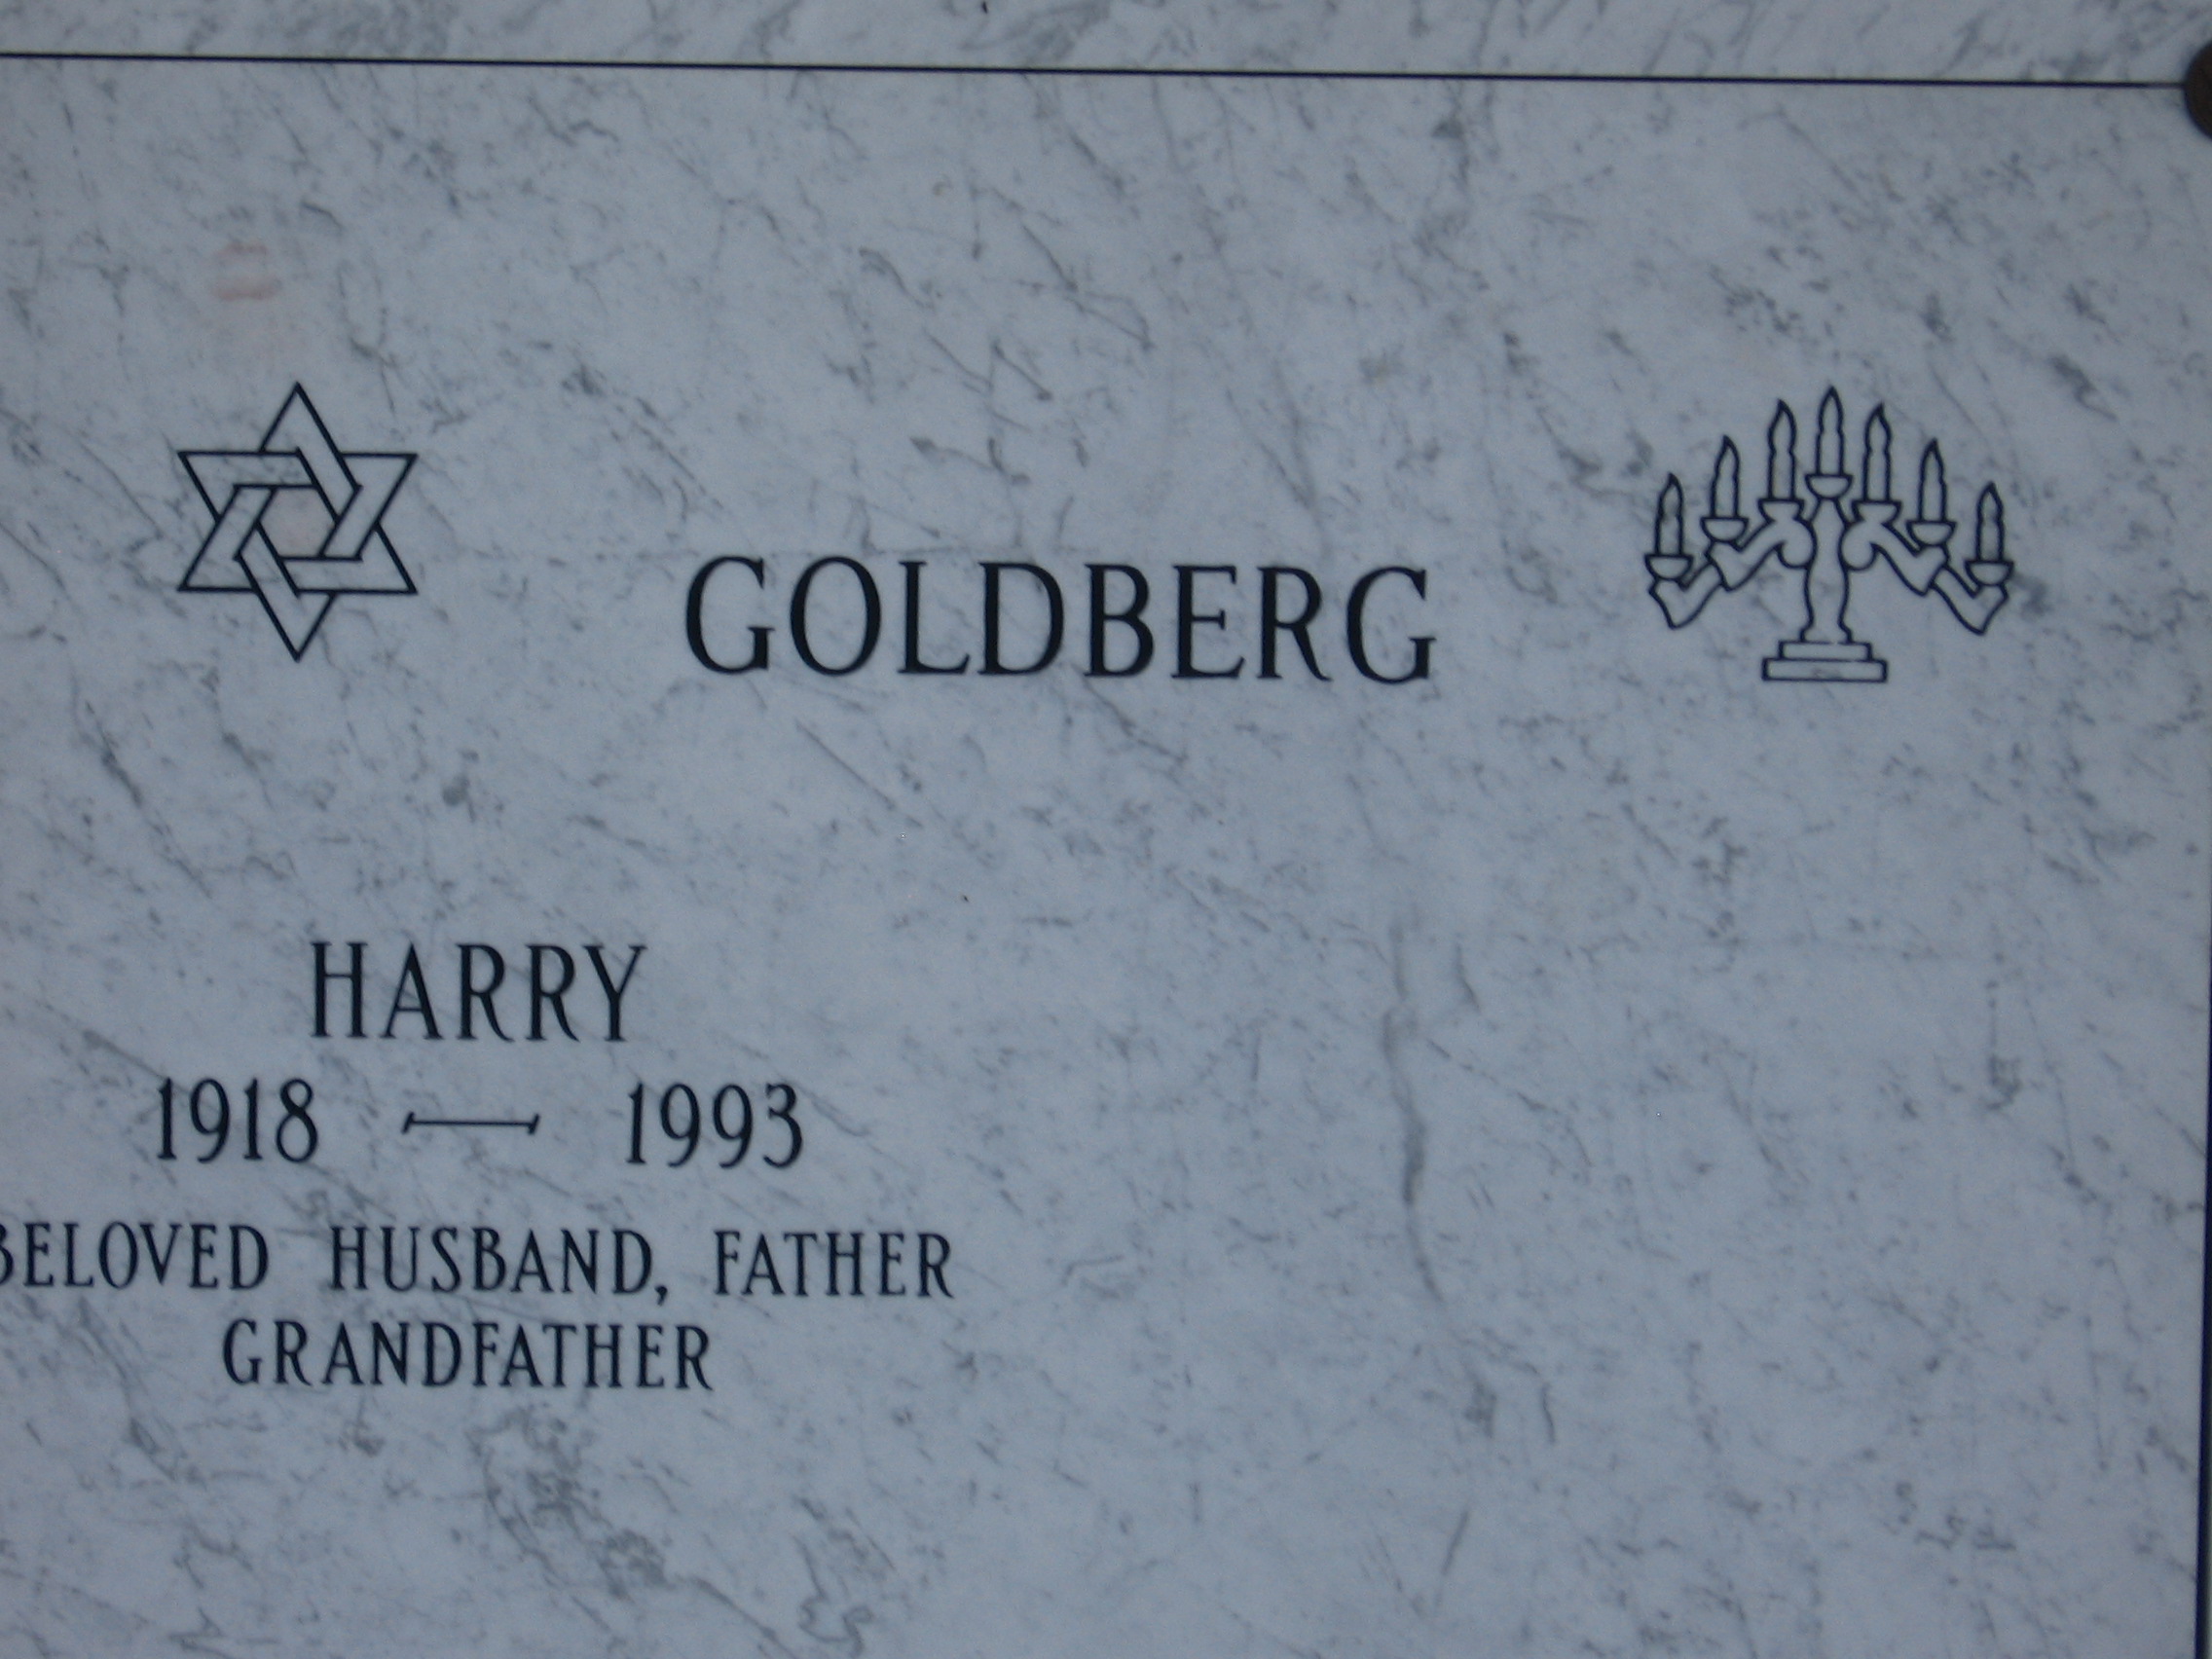 GOLDBERG
HARRY
1918 — 1993
BELOVED HUSBAND, FATHER
GRANDFATHER